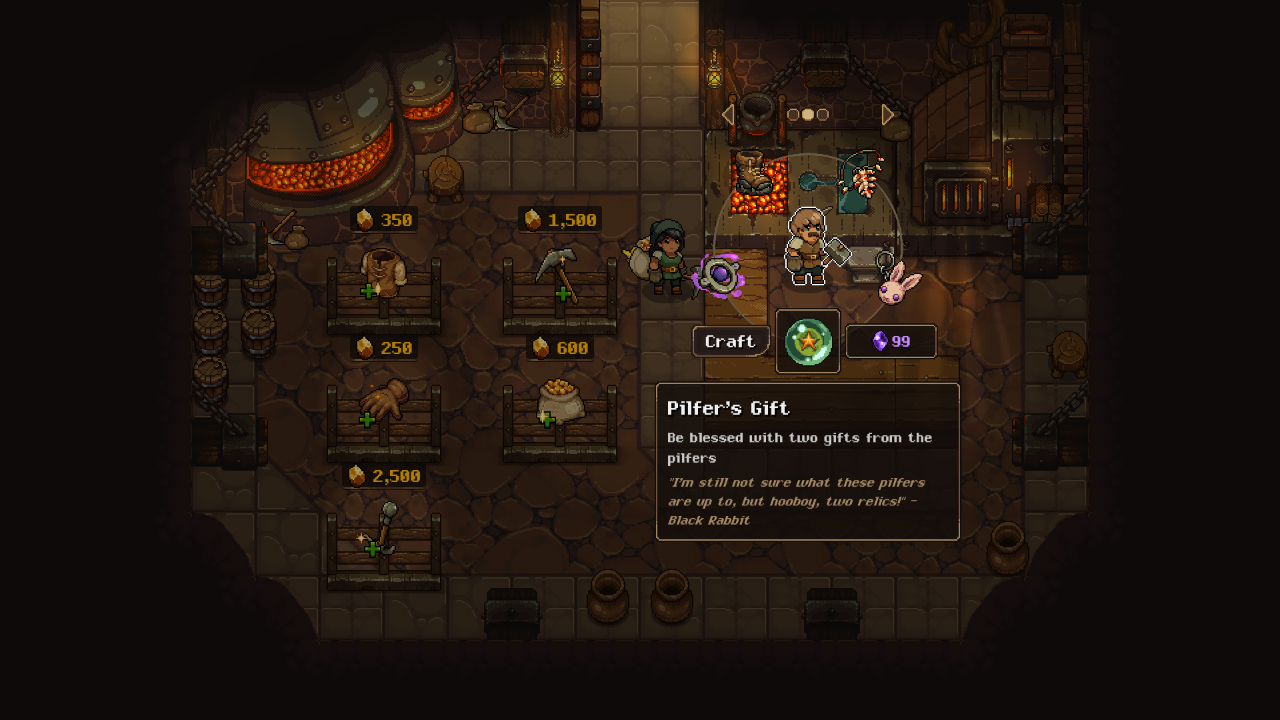 350
1,500
250
600
2,500
Craft
99
Pilfer's Gift
Be blessed with two gifts from the
pilfers
"I'm still not sure what these pilfers
are up to, but hooboy, two relics!" -
Black Rabbit